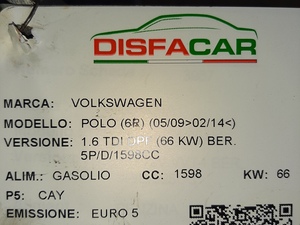 DISFACAR
MARCA: VOLKSWAGEN
MODELLO: POLO (6R) (05/09>02/14<)
VERSIONE: 1.6 TDI DPF (66 KW) BER.
5P/D/1598CC
ALIM.: GASOLIO CC: 1598 KW: 66
P5: CAY
EMISSIONE: EURO 5